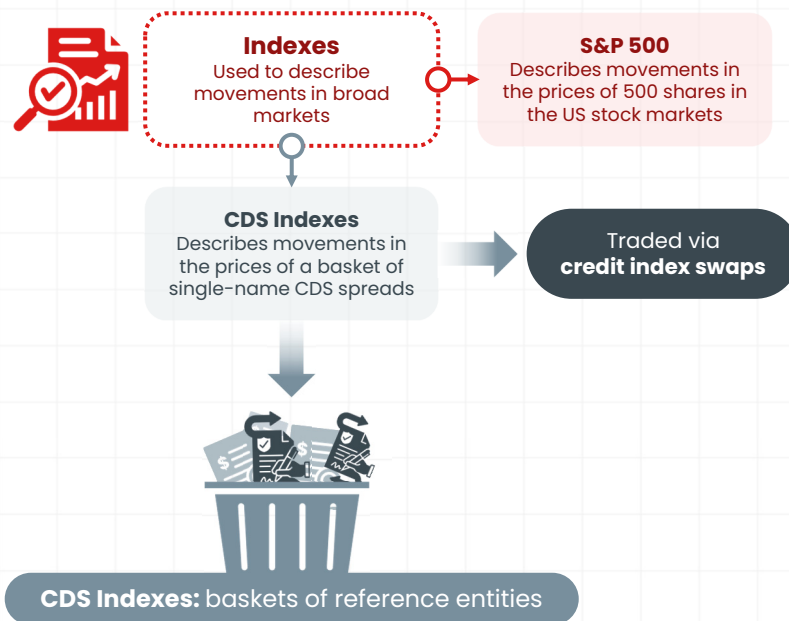 Indexes
Used to describe
movements in broad
markets
S&P 500
Describes movements in
the prices of 500 shares in
the US stock markets
CDS Indexes
Describes movements in
the prices of a basket of
single-name CDS spreads
Traded via
credit index swaps
$
$
CDS Indexes: baskets of reference entities